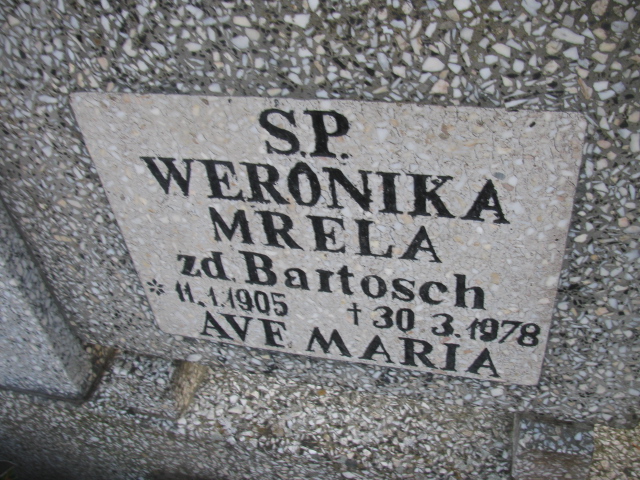 S.P.
WERONIKA
MRELA
zd. Bartosch
* 11.1.1905 † 30.3.1978
AVE MARIA